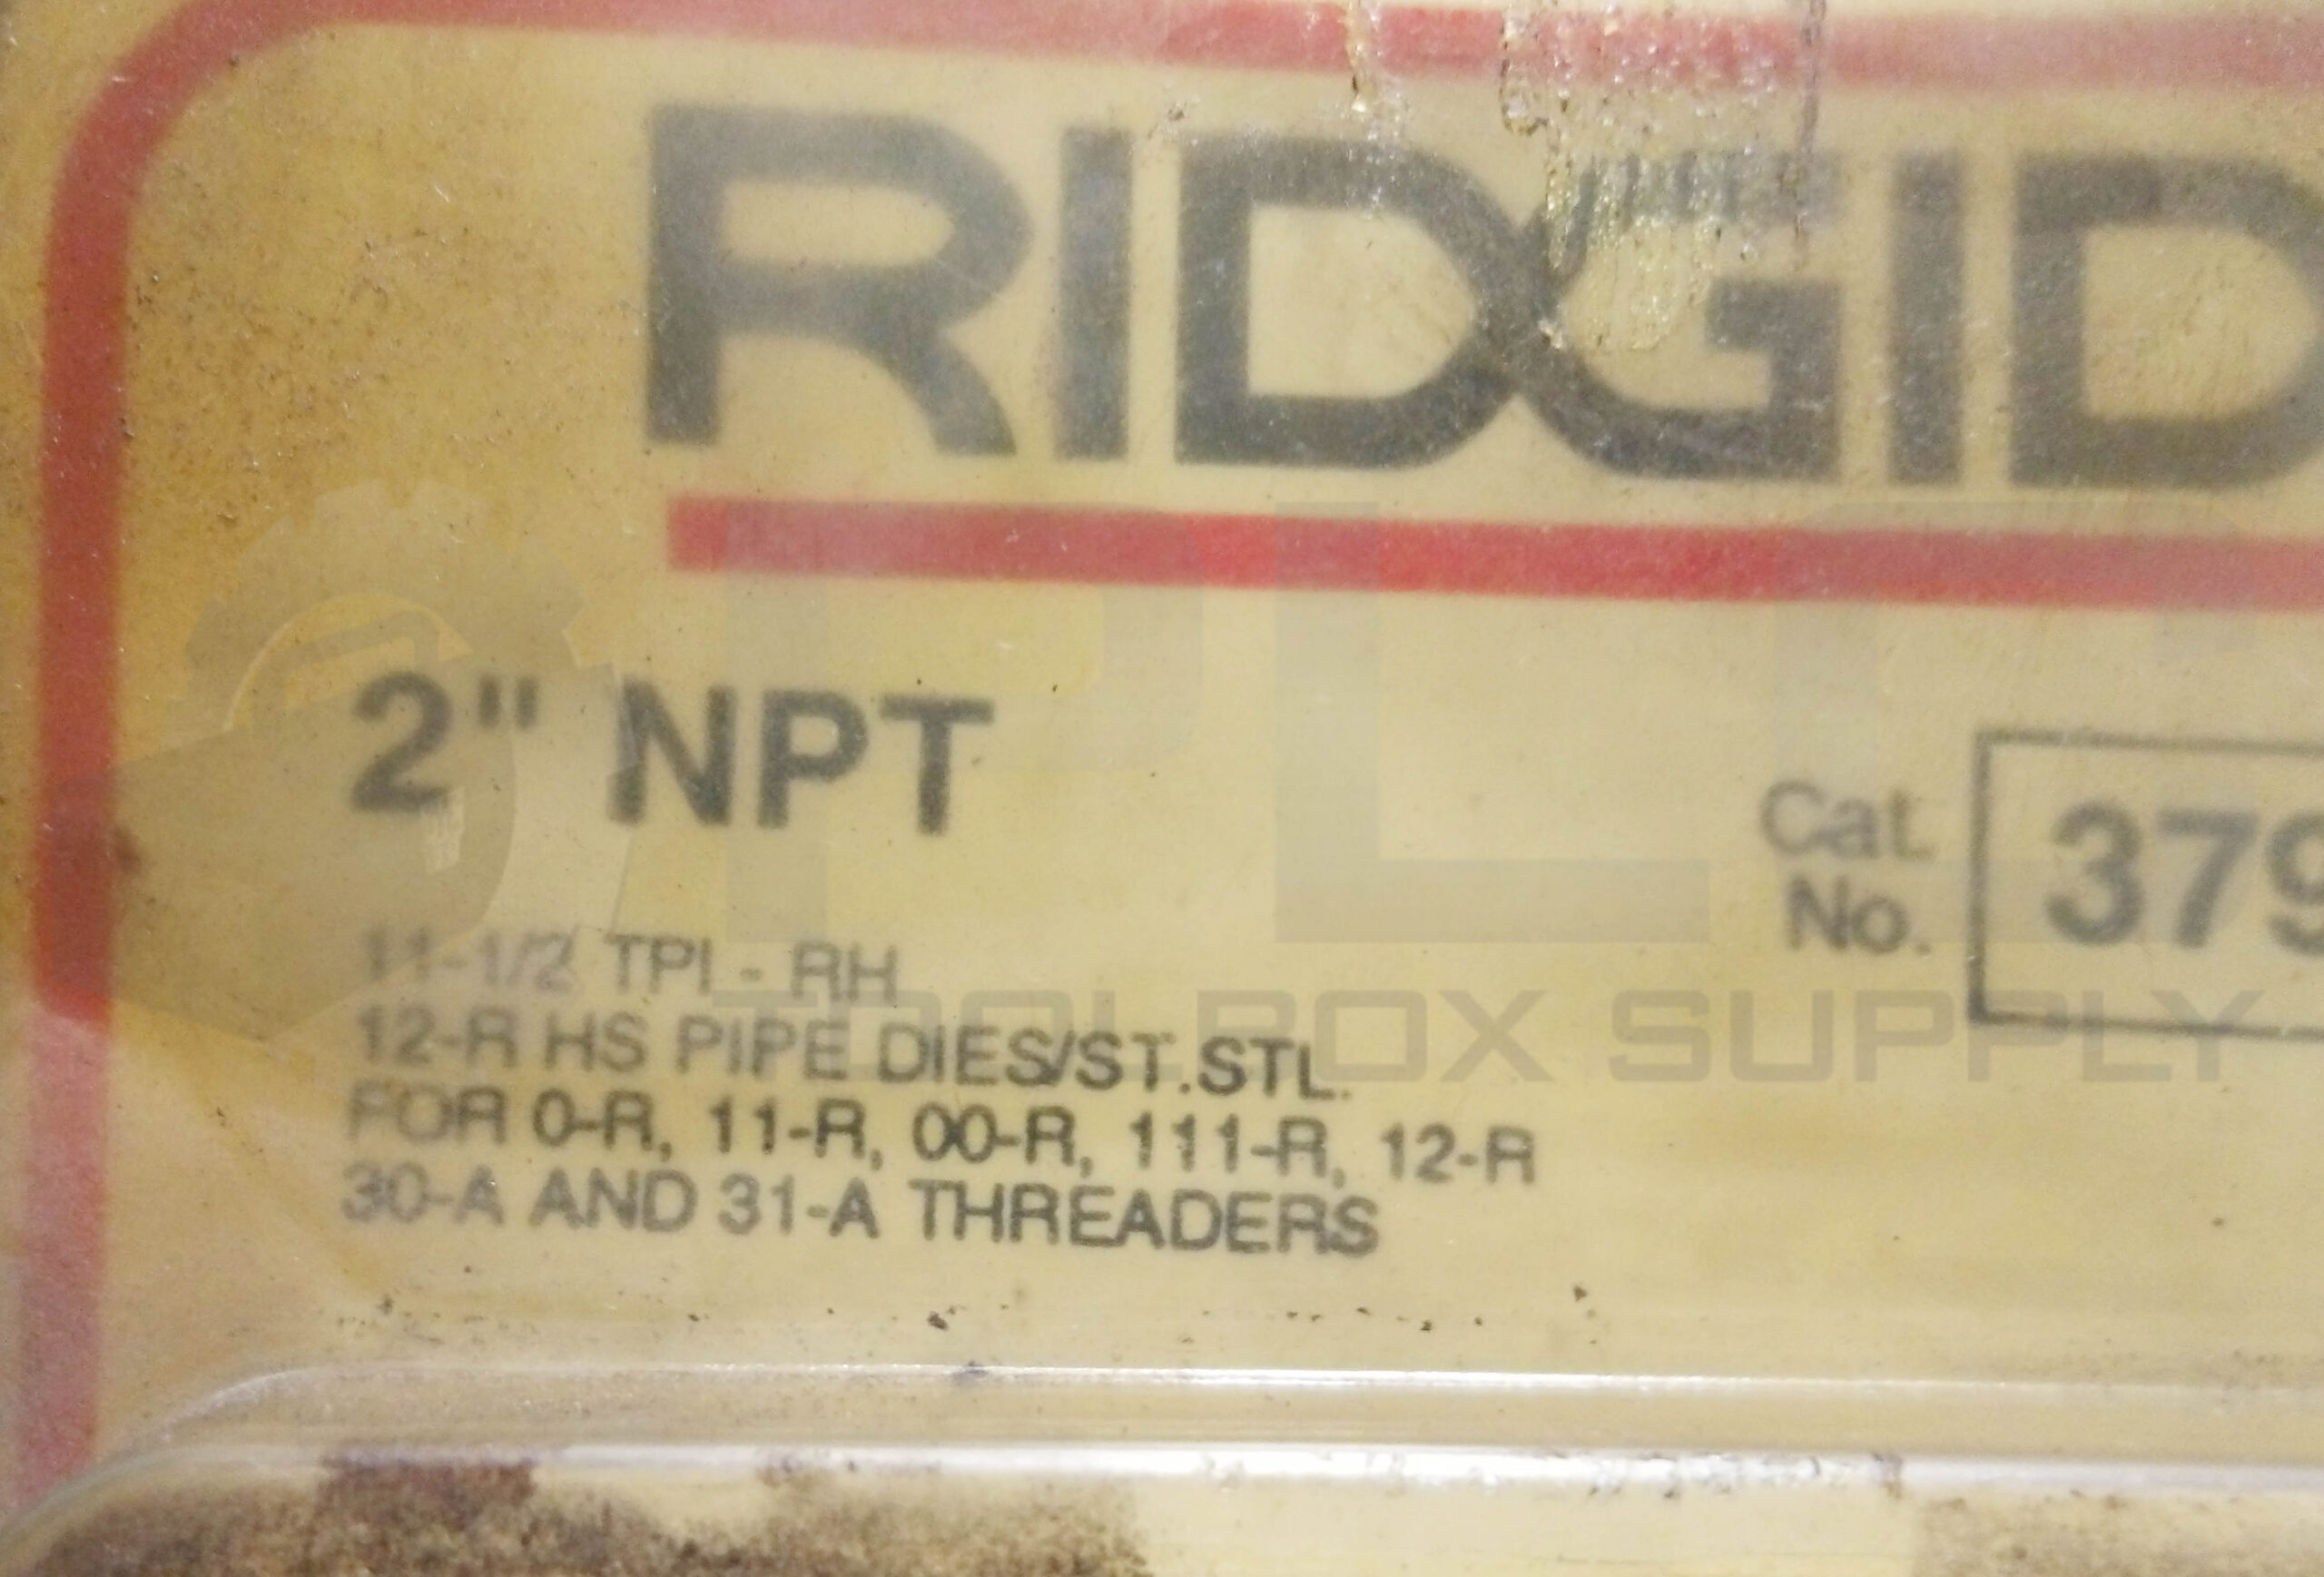 RIDGID
2" NPT
Cat.
No.
379
11-1/2 TPI - RH
12-R HS PIPE DIES/ST.STL.
FOR 0-R, 11-R, 00-R, 111-R, 12-R
30-A AND 31-A THREADERS
PLC
TOOLBOX SUPPLY